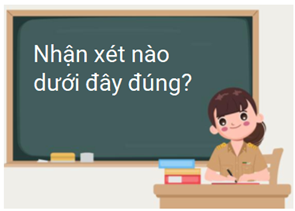 Nhận xét nào
dưới đây đúng?